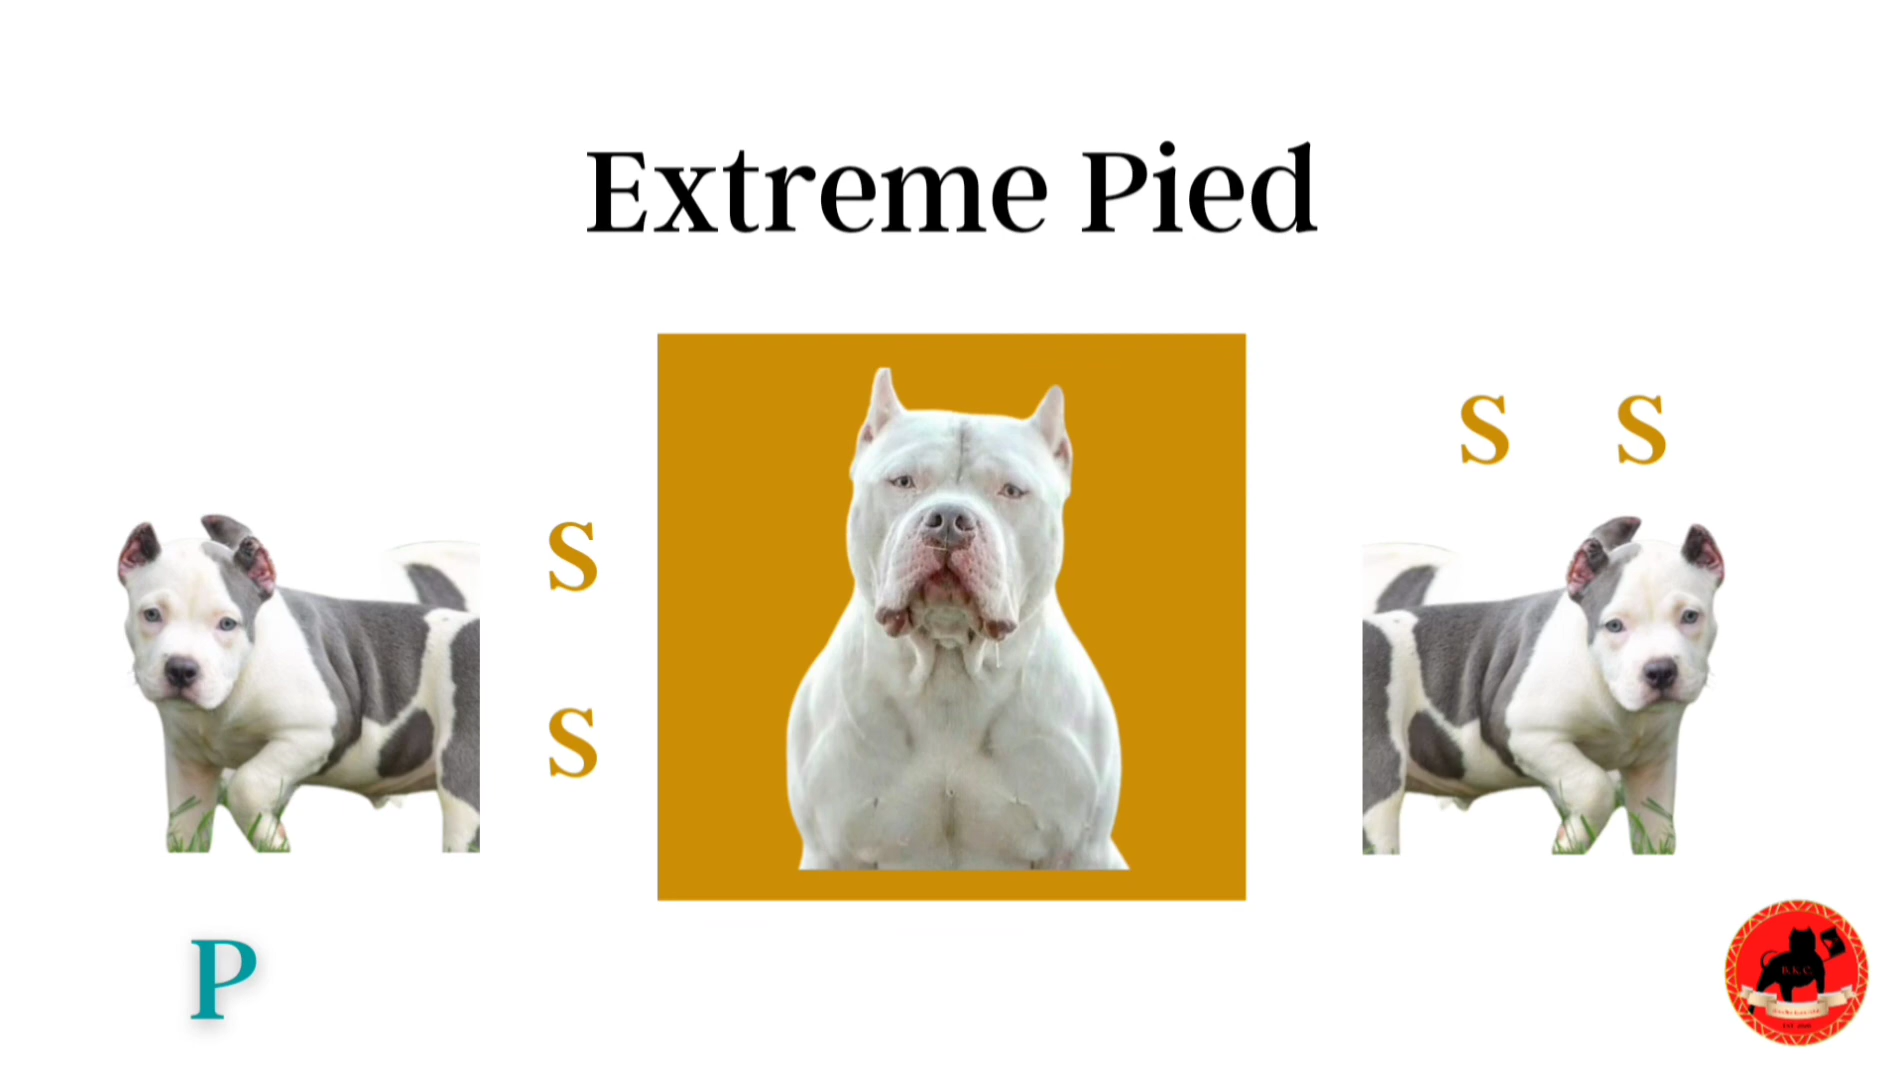 Extreme Pied
S S
S
S
P
B.K.C.